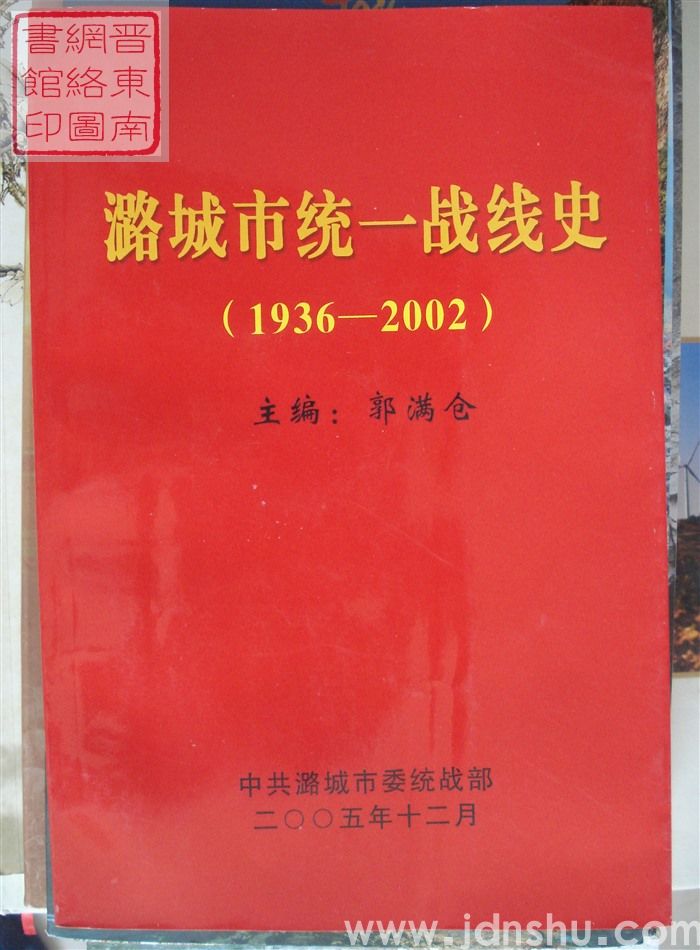 晋東南
網絡圖
書館印
潞城市统一战线史
（1936—2002）
主编：郭满仓
中共潞城市委统战部
二〇〇五年十二月
www.jdnshu.com